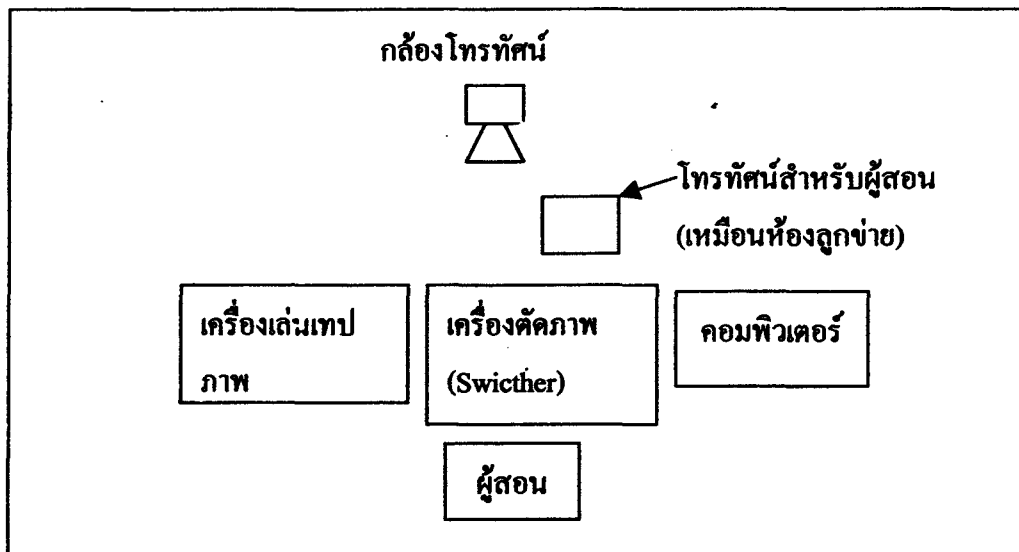 กล้องโทรทัศน์
โทรทัศน์สำหรับผู้สอน
(เหมือนห้องลูกข่าย)
เครื่องเล่นเทป
ภาพ
เครื่องตัดภาพ
(Swicther)
คอมพิวเตอร์
ผู้สอน